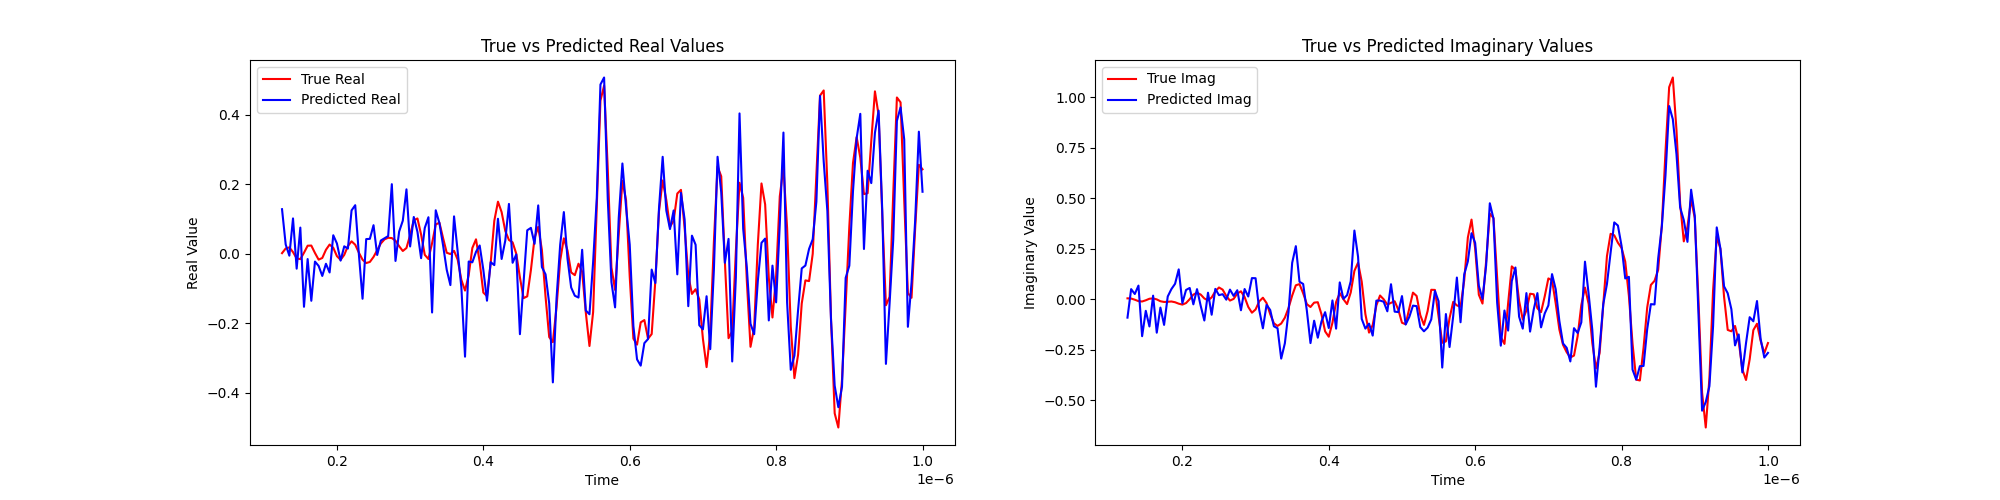 True vs Predicted Real Values
True Real
Predicted Real
Real Value
0.4
0.2
0.0
−0.2
−0.4
0.2
0.4
0.6
0.8
1.0
1e−6
Time
True vs Predicted Imaginary Values
True Imag
Predicted Imag
Imaginary Value
1.00
0.75
0.50
0.25
0.00
−0.25
−0.50
0.2
0.4
0.6
0.8
1.0
1e−6
Time